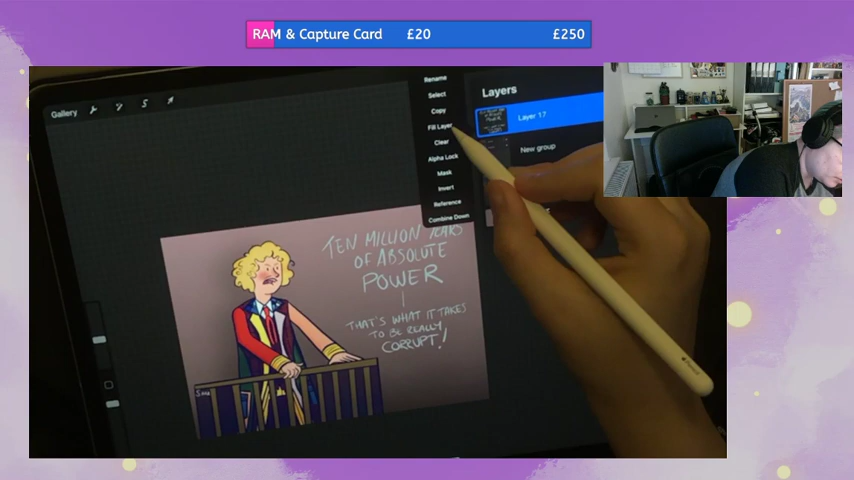 RAM & Capture Card £20 £250
Gallery
Rename
Select
Copy
Fill Layer
Clear
Alpha Lock
Mask
Invert
Reference
Combine Down
Layers
Layer 17
New group
TEN MILLION YEARS
OF ABSOLUTE
POWER
THAT'S WHAT IT TAKES
TO BE REALLY
CORRUPT!